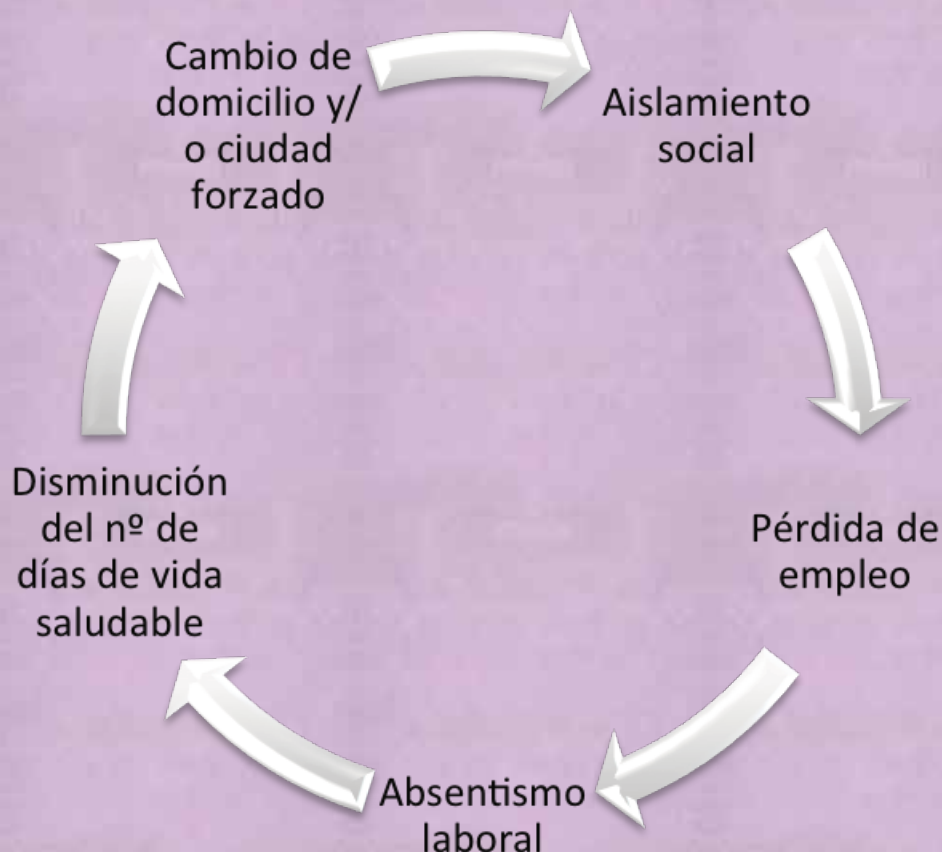 Cambio de
domicilio y/
o ciudad
forzado
Aislamiento
social
Pérdida de
empleo
Absentismo
laboral
Disminución
del nº de
días de vida
saludable